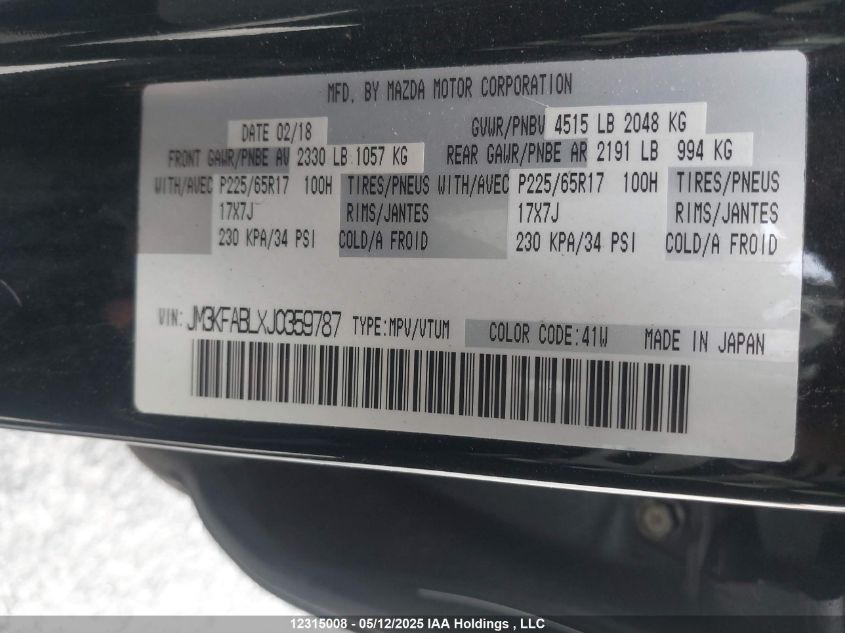 MFD. BY MAZDA MOTOR CORPORATION
DATE 02/18 GVWR/PNBV 4515 LB 2048 KG
FRONT GAWR/PNBE AV 2330 LB 1057 KG REAR GAWR/PNBE AR 2191 LB 994 KG
WITH/AVEC P225/65R17 100H TIRES/PNEUS WITH/AVEC P225/65R17 100H TIRES/PNEUS
17X7J RIMS/JANTES 17X7J RIMS/JANTES
230 KPA/34 PSI COLD/A FROID 230 KPA/34 PSI COLD/A FROID
VIN: JM3KFABLXJ0359787 TYPE:MPV/VTUM COLOR CODE:41W MADE IN JAPAN
12315008 - 05/12/2025 IAA Holdings, LLC